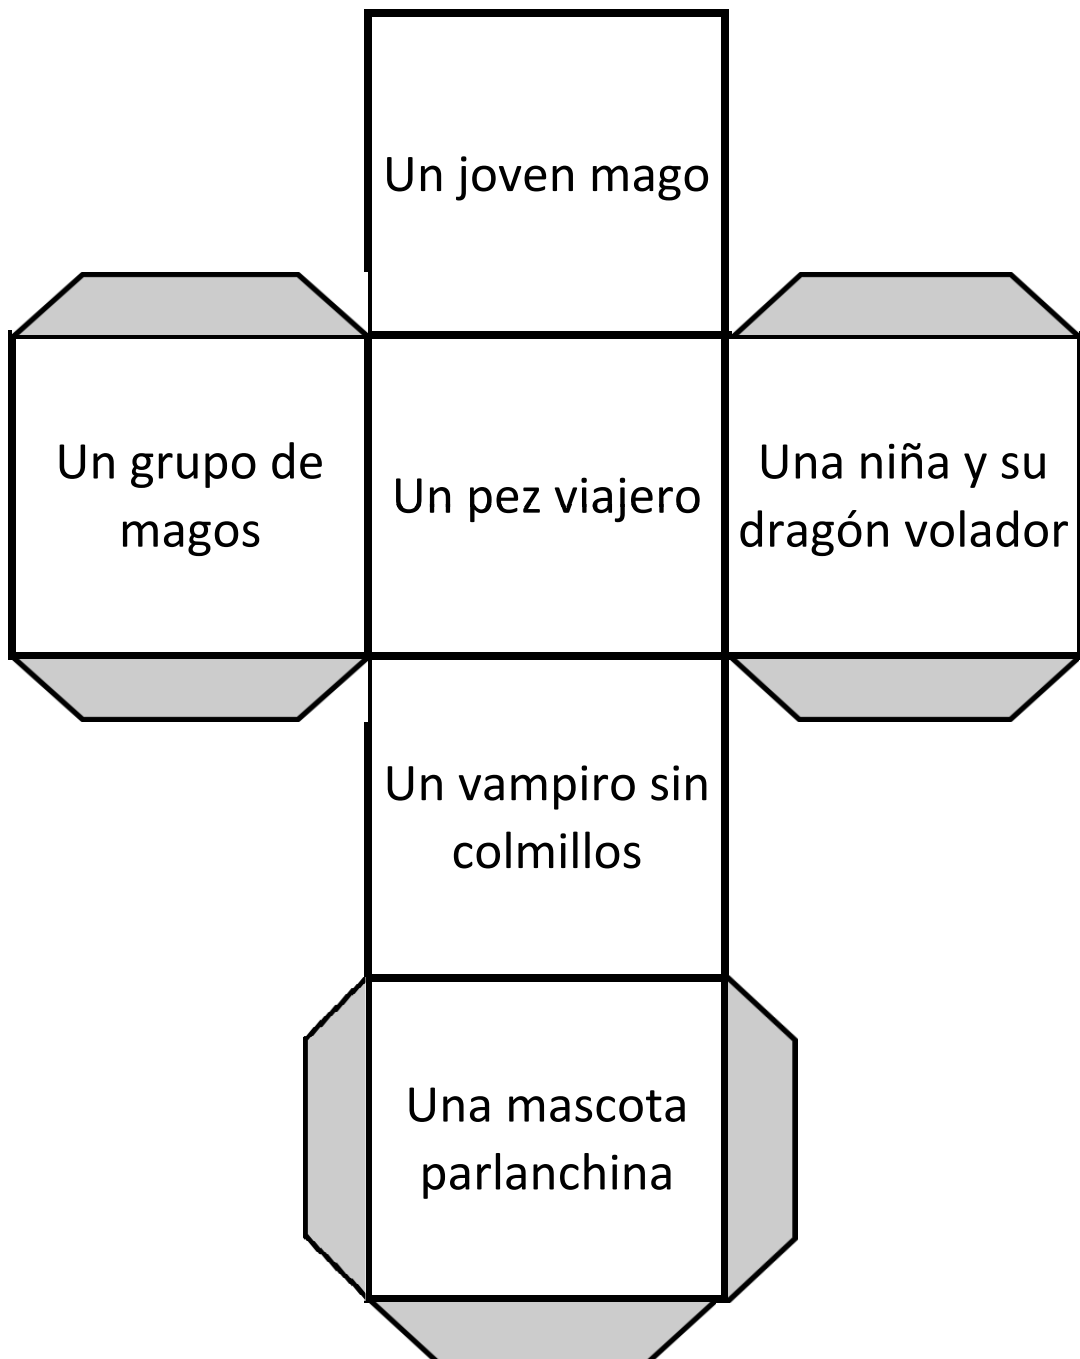 Un joven mago
Un grupo de
magos
Un pez viajero
Una niña y su
dragón volador
Un vampiro sin
colmillos
Una mascota
parlanchina